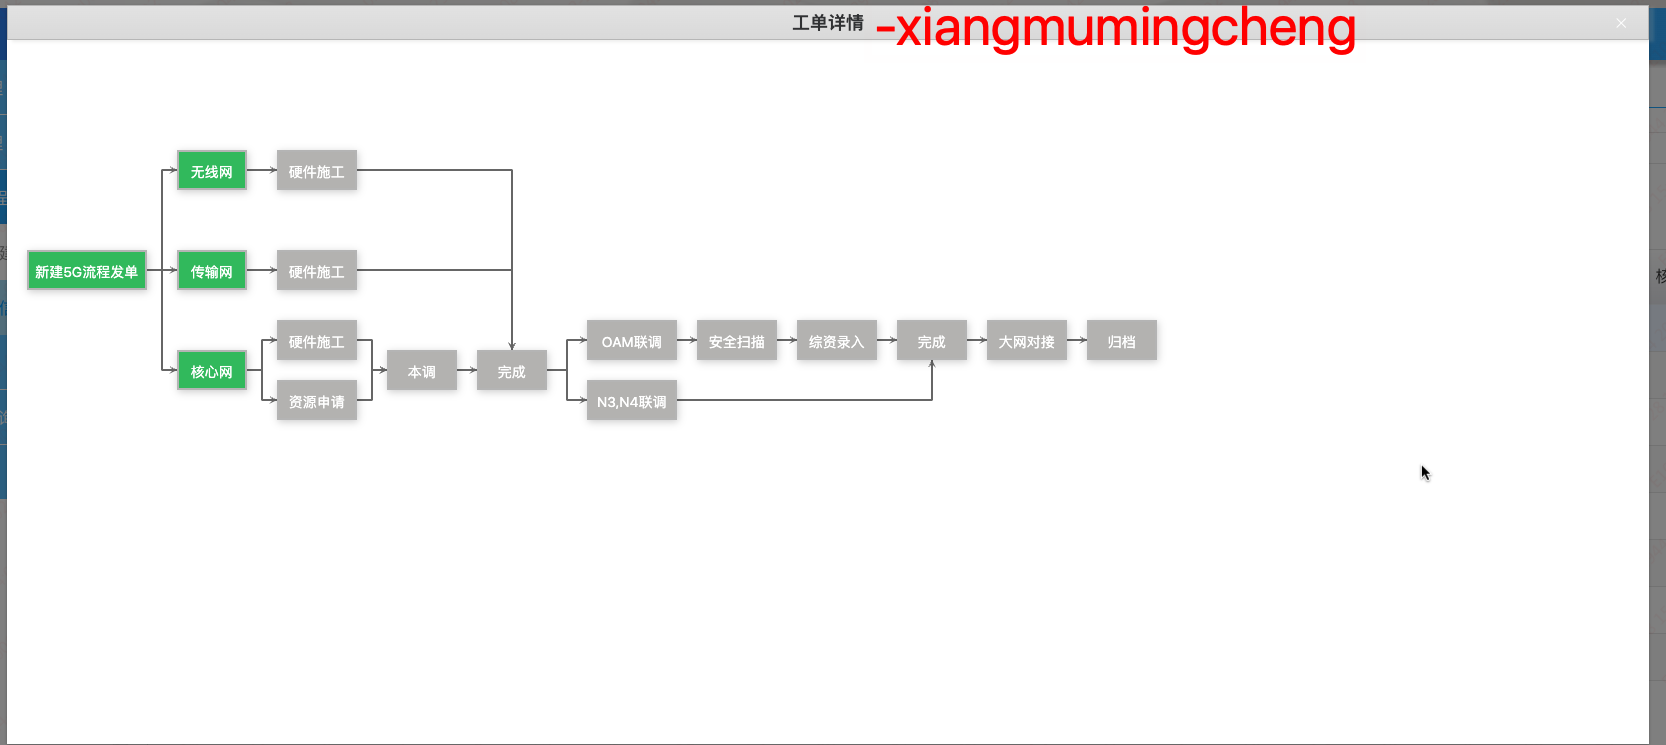 工单详情 -xiangmumingcheng
无线网 硬件施工
新建5G流程发单 传输网 硬件施工
硬件施工 OAM联调 安全扫描 综资录入 完成 大网对接 归档
核心网 本调 完成
资源申请 N3,N4联调
核